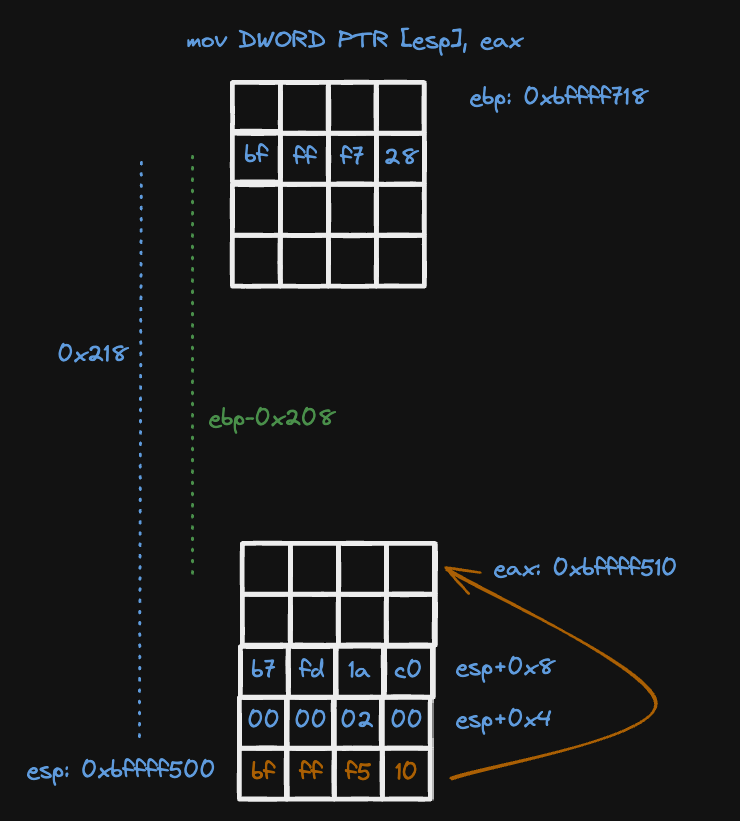 mov DWORD PTR [esp], eax
ebp: 0xbffff718
bf ff f7 28
0x218
ebp-0x208
eax: 0xbffff510
b7 fd 1a c0 esp+0x8
00 00 02 00 esp+0x4
esp: 0xbffff500 bf ff f5 10